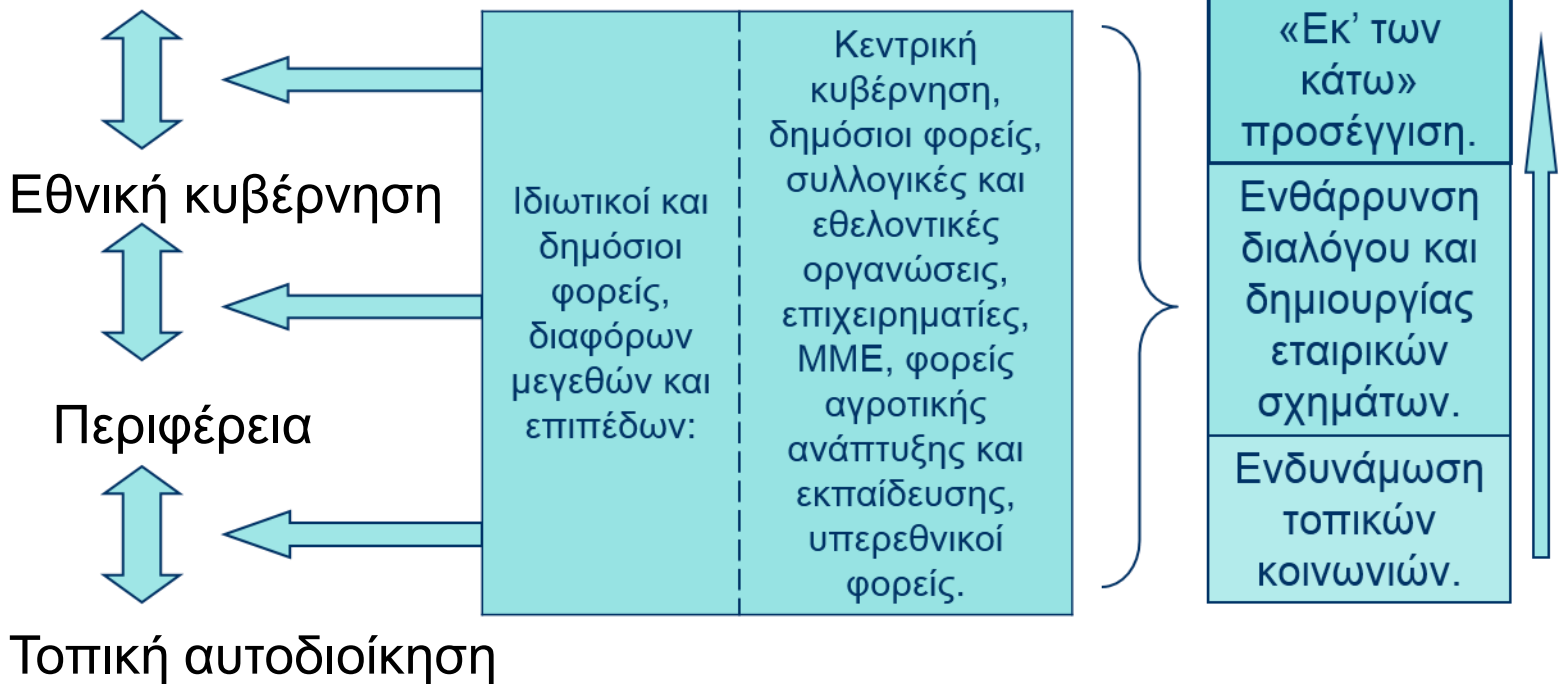 Εθνική κυβέρνηση
Περιφέρεια
Τοπική αυτοδιοίκηση
Ιδιωτικοί και
δημόσιοι
φορείς,
διαφόρων
μεγεθών και
επιπέδων:
Κεντρική
κυβέρνηση,
δημόσιοι φορείς,
συλλογικές και
εθελοντικές
οργανώσεις,
επιχειρηματίες,
ΜΜΕ, φορείς
αγροτικής
ανάπτυξης και
εκπαίδευσης,
υπερεθνικοί
φορείς.
«Εκ’ των
κάτω»
προσέγγιση.
Ενθάρρυνση
διαλόγου και
δημιουργίας
εταιρικών
σχημάτων.
Ενδυνάμωση
τοπικών
κοινωνιών.